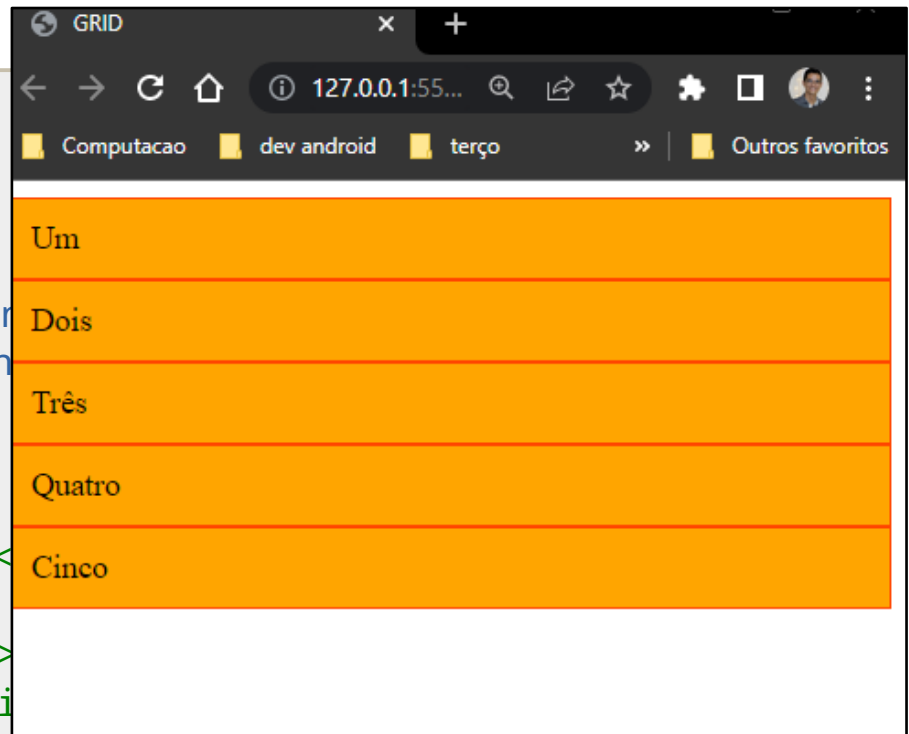 GRID
127.0.0.1:55...
Computacao dev android terço » Outros favoritos
Um
Dois
Três
Quatro
Cinco